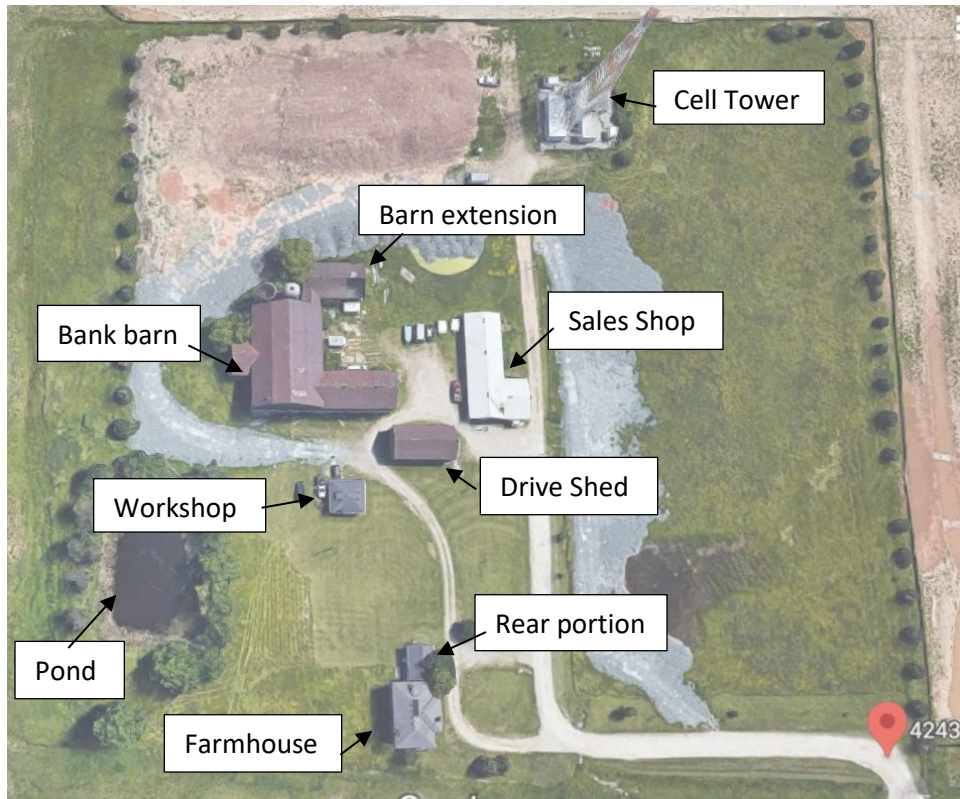 Cell Tower
Barn extension
Sales Shop
Bank barn
Drive Shed
Workshop
Rear portion
Pond
4243
Farmhouse